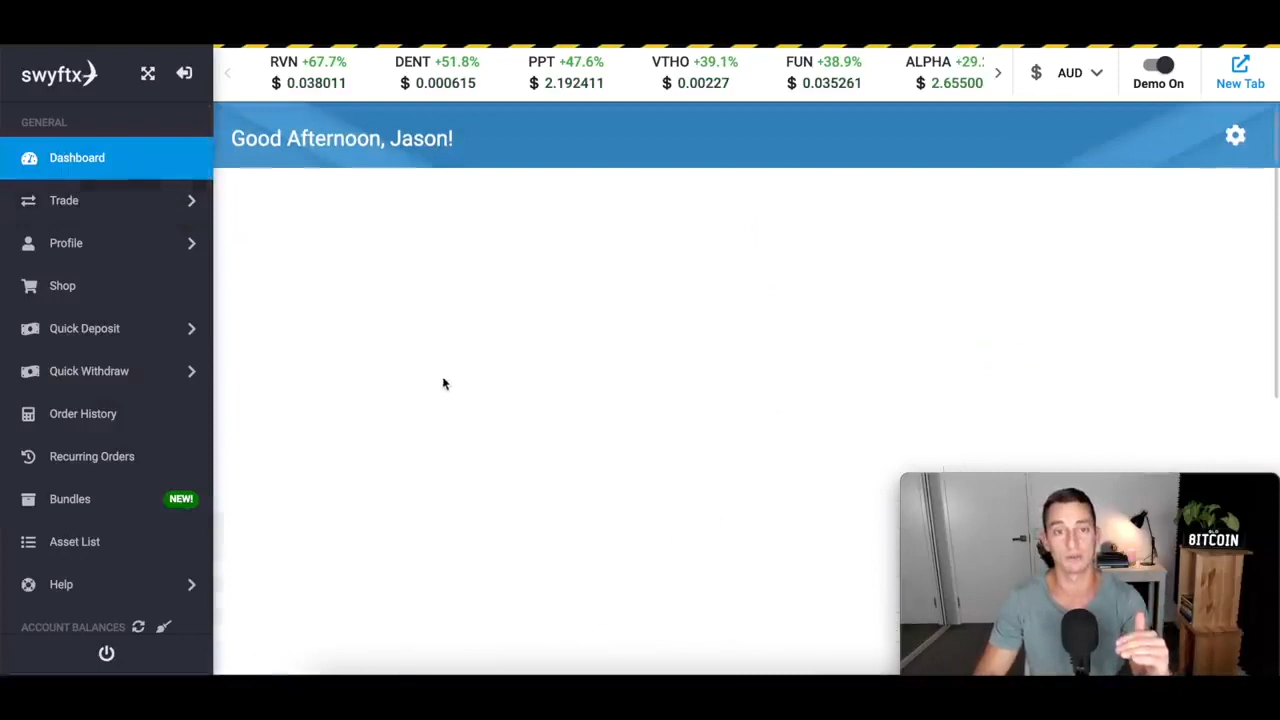 swyftx
RVN +67.7%
$ 0.038011
DENT +51.8%
$ 0.000615
PPT +47.6%
$ 2.192411
VTHO +39.1%
$ 0.00227
FUN +38.9%
$ 0.035261
ALPHA +29.
$ 2.65500
$ AUD
Demo On
New Tab
GENERAL
Good Afternoon, Jason!
Dashboard
Trade
Profile
Shop
Quick Deposit
Quick Withdraw
Order History
Recurring Orders
Bundles NEW!
Asset List
Help
ACCOUNT BALANCES
BITCOIN